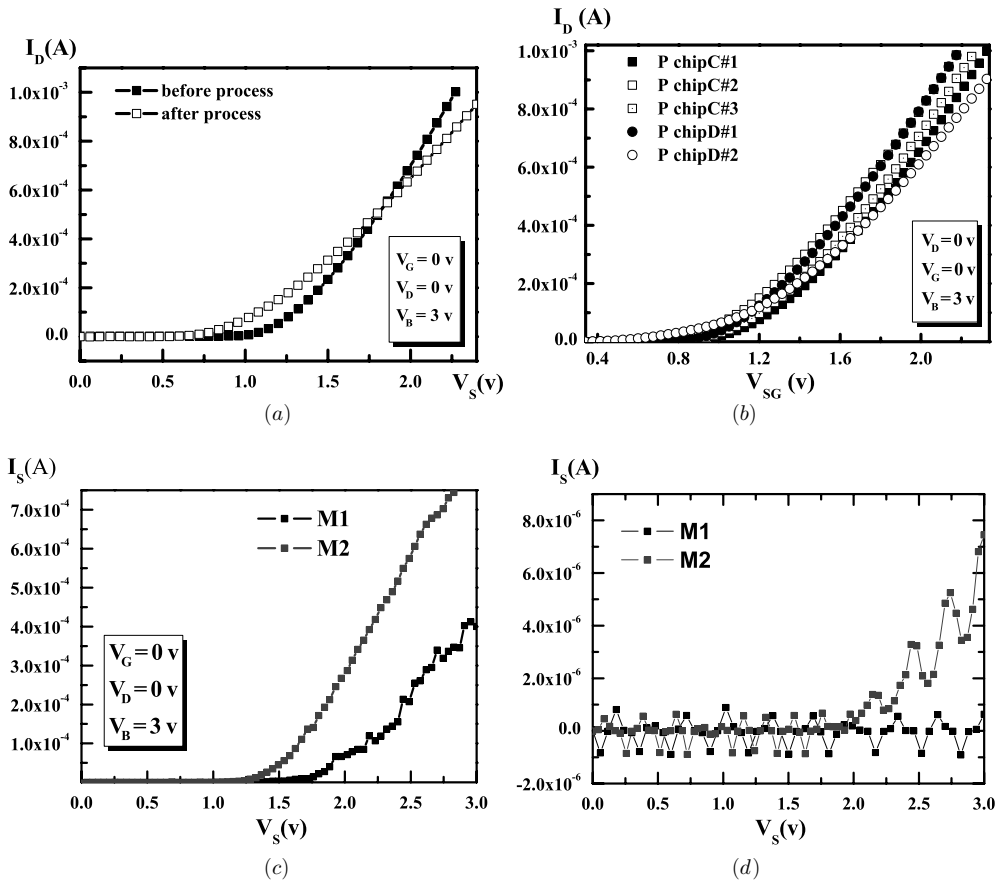 I_D(A)
before process
after process
1.0x10^-3
8.0x10^-4
6.0x10^-4
4.0x10^-4
2.0x10^-4
0.0
V_G = 0 v
V_D = 0 v
V_B = 3 v
0.0 0.5 1.0 1.5 2.0
V_S(v)
(a)
I_D (A)
1.0x10^-3
8.0x10^-4
6.0x10^-4
4.0x10^-4
2.0x10^-4
0.0
P chipC#1
P chipC#2
P chipC#3
P chipD#1
P chipD#2
V_D = 0 v
V_G = 0 v
V_B = 3 v
0.4 0.8 1.2 1.6 2.0
V_SG (v)
(b)
I_S(A)
7.0x10^-4
6.0x10^-4
5.0x10^-4
4.0x10^-4
3.0x10^-4
2.0x10^-4
1.0x10^-4
0.0
M1
M2
V_G = 0 v
V_D = 0 v
V_B = 3 v
0.0 0.5 1.0 1.5 2.0 2.5 3.0
V_S(v)
(c)
I_S(A)
8.0x10^-6
6.0x10^-6
4.0x10^-6
2.0x10^-6
0.0
-2.0x10^-6
M1
M2
0.0 0.5 1.0 1.5 2.0 2.5 3.0
V_S(v)
(d)